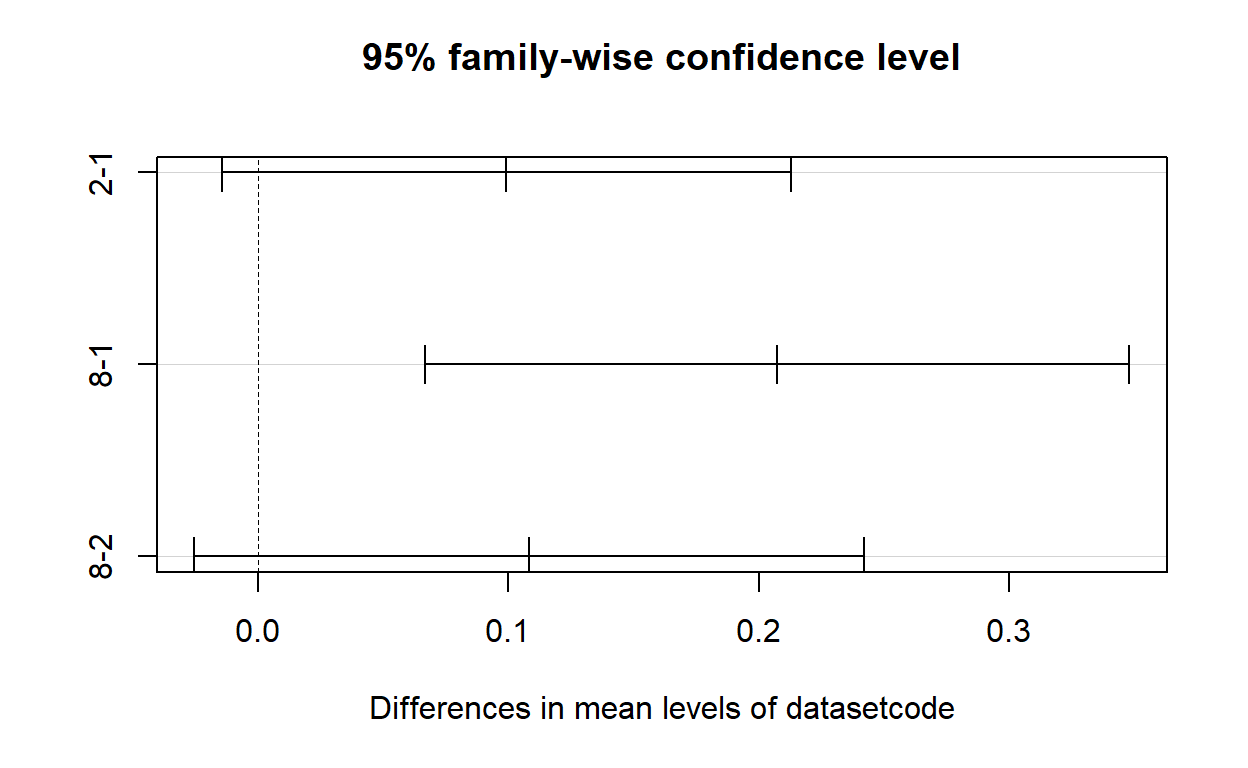 95% family-wise confidence level
2-1
8-1
8-2
0.0 0.1 0.2 0.3
Differences in mean levels of datasetcode